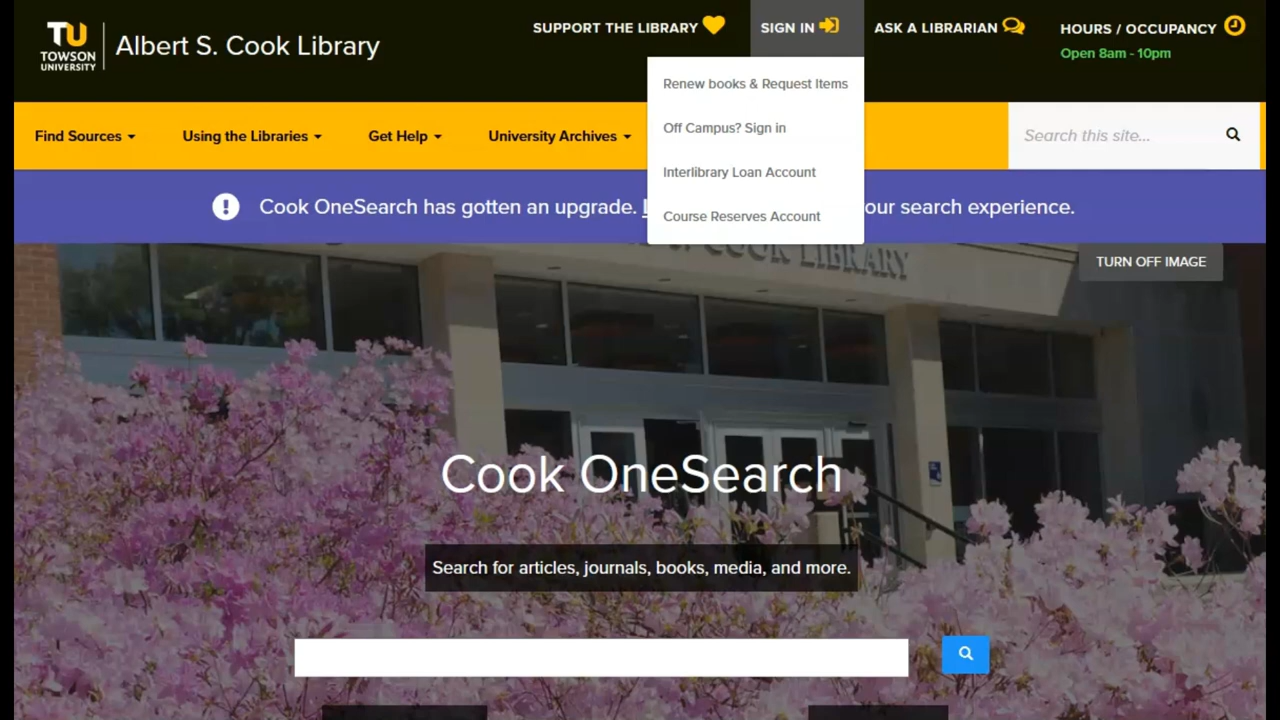 TU
TOWSON
UNIVERSITY
Albert S. Cook Library
SUPPORT THE LIBRARY
SIGN IN
ASK A LIBRARIAN
HOURS / OCCUPANCY
Open 8am - 10pm
Renew books & Request Items
Off Campus? Sign in
Interlibrary Loan Account
Course Reserves Account
Find Sources
Using the Libraries
Get Help
University Archives
Search this site...
Cook OneSearch has gotten an upgrade. our search experience.
COOK LIBRARY
TURN OFF IMAGE
Cook OneSearch
Search for articles, journals, books, media, and more.